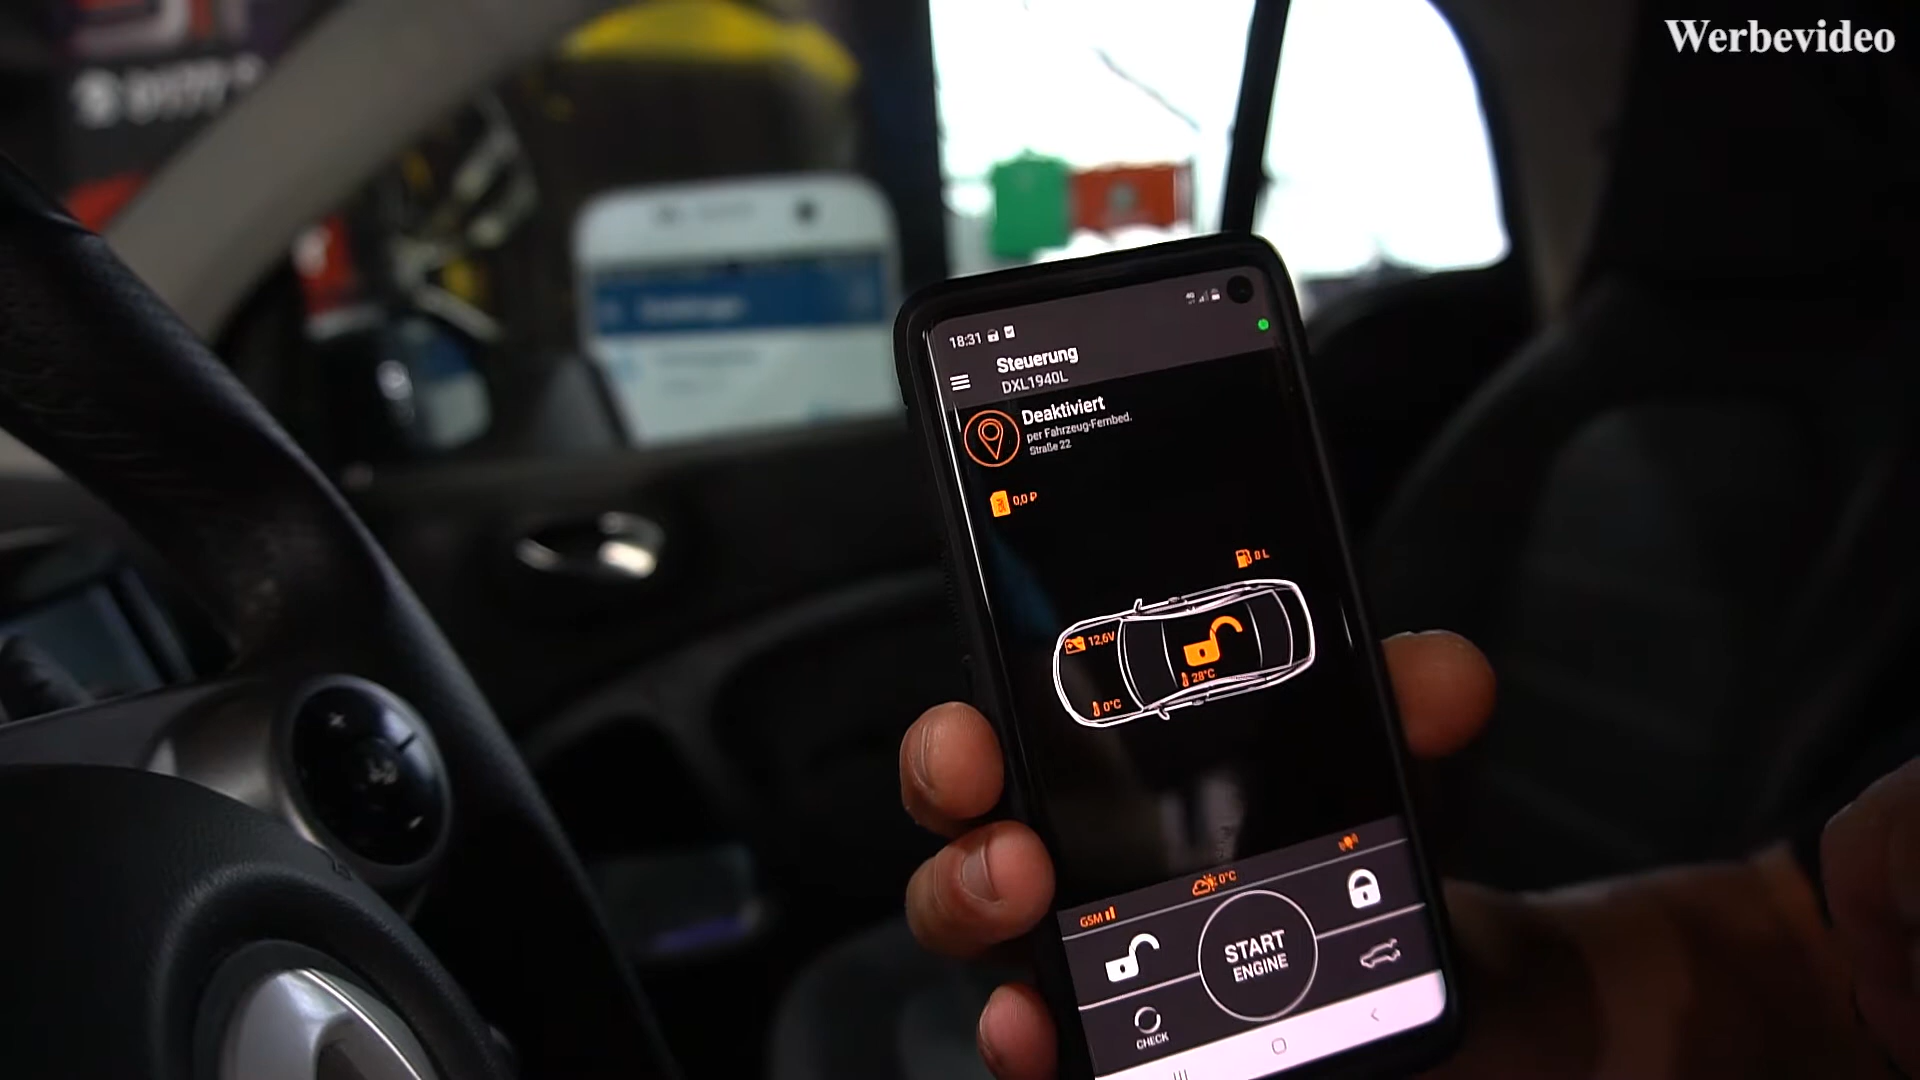 Werbevideo
18:31
Steuerung
DXL1940L
Deaktiviert
per Fahrzeug-Fernbed.
Straße 22
0,0 ₽
8 L
12,6V
28°C
0°C
0°C
GSM
START
ENGINE
CHECK